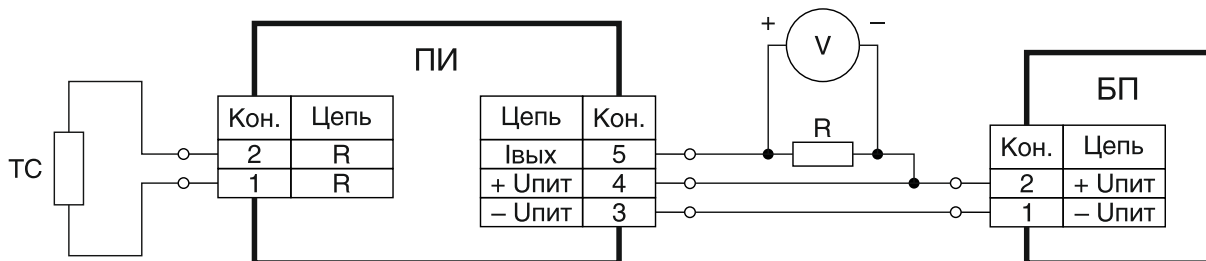 + –
V
ПИ
БП
Кон. Цепь
2 R
1 R
ТС
Цепь Кон.
Iвых 5
+ Uпит 4
– Uпит 3
R
Кон. Цепь
2 + Uпит
1 – Uпит